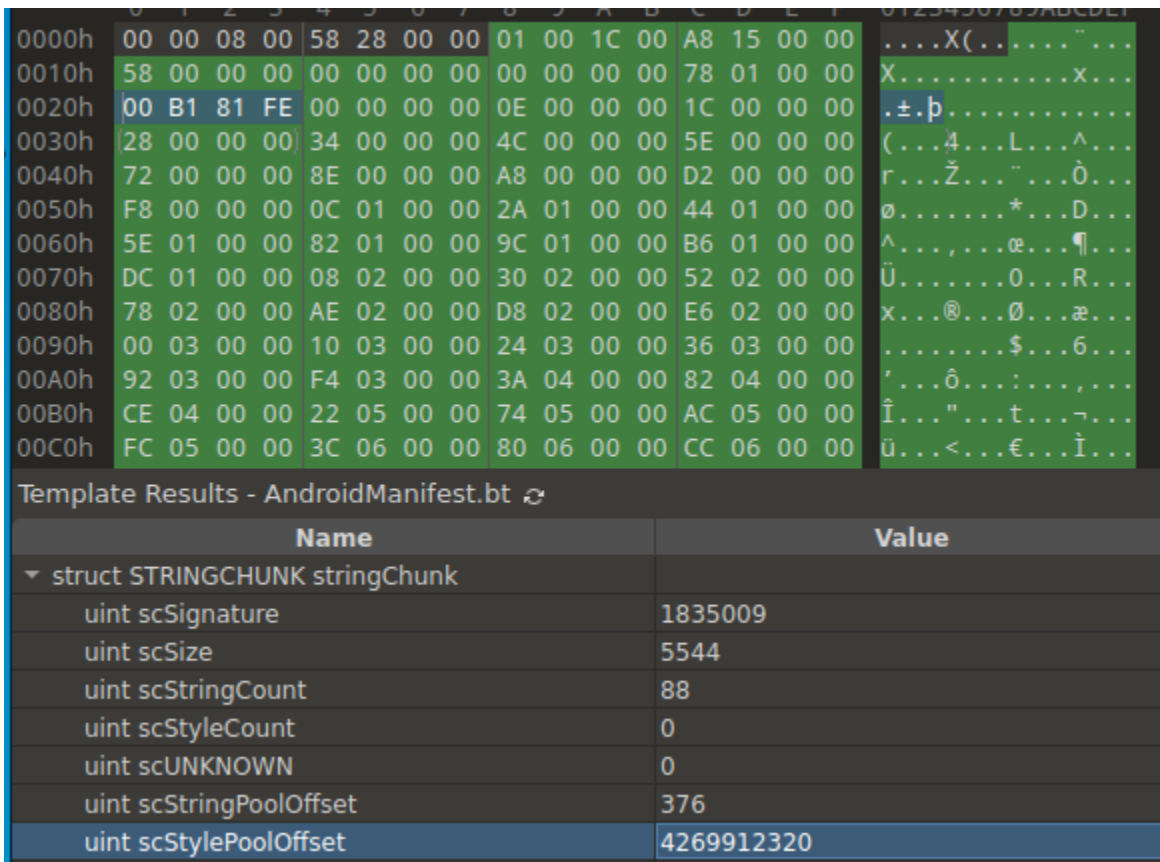 0 1 2 3 4 5 6 7 8 9 A B C D E F 0123456789ABCDEF
0000h 00 00 08 00 58 28 00 00 01 00 1C 00 A8 15 00 00 ....X(......¨...
0010h 58 00 00 00 00 00 00 00 00 00 00 00 78 01 00 00 X...........x...
0020h 00 B1 81 FE 00 00 00 00 0E 00 00 00 1C 00 00 00 .±.þ............
0030h 28 00 00 00 34 00 00 00 4C 00 00 00 5E 00 00 00 (...4...L...^...
0040h 72 00 00 00 8E 00 00 00 A8 00 00 00 D2 00 00 00 r...Ž...¨...Ò...
0050h F8 00 00 00 0C 01 00 00 2A 01 00 00 44 01 00 00 ø.......*...D...
0060h 5E 01 00 00 82 01 00 00 9C 01 00 00 B6 01 00 00 ^...‚...œ...¶...
0070h DC 01 00 00 08 02 00 00 30 02 00 00 52 02 00 00 Ü.......0...R...
0080h 78 02 00 00 AE 02 00 00 D8 02 00 00 E6 02 00 00 x...®...Ø...æ...
0090h 00 03 00 00 10 03 00 00 24 03 00 00 36 03 00 00 ........$...6...
00A0h 92 03 00 00 F4 03 00 00 3A 04 00 00 82 04 00 00 ’...ô...:...‚...
00B0h CE 04 00 00 22 05 00 00 74 05 00 00 AC 05 00 00 Î..."...t...¬...
00C0h FC 05 00 00 3C 06 00 00 80 06 00 00 CC 06 00 00 ü...<...€...Ì...
Template Results - AndroidManifest.bt
Name Value
struct STRINGCHUNK stringChunk
uint scSignature 1835009
uint scSize 5544
uint scStringCount 88
uint scStyleCount 0
uint scUNKNOWN 0
uint scStringPoolOffset 376
uint scStylePoolOffset 4269912320